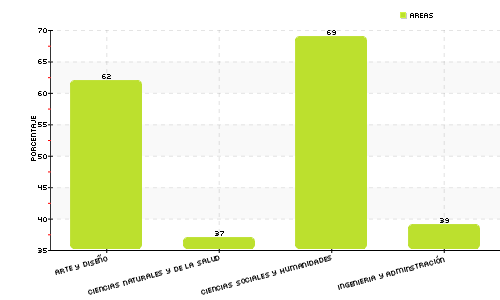 AREAS
PORCENTAJE
70
65
60
55
50
45
40
35
62
37
69
39
ARTE Y DISEÑO
CIENCIAS NATURALES Y DE LA SALUD
CIENCIAS SOCIALES Y HUMANIDADES
INGENIERIA Y ADMINSTRACIÓN